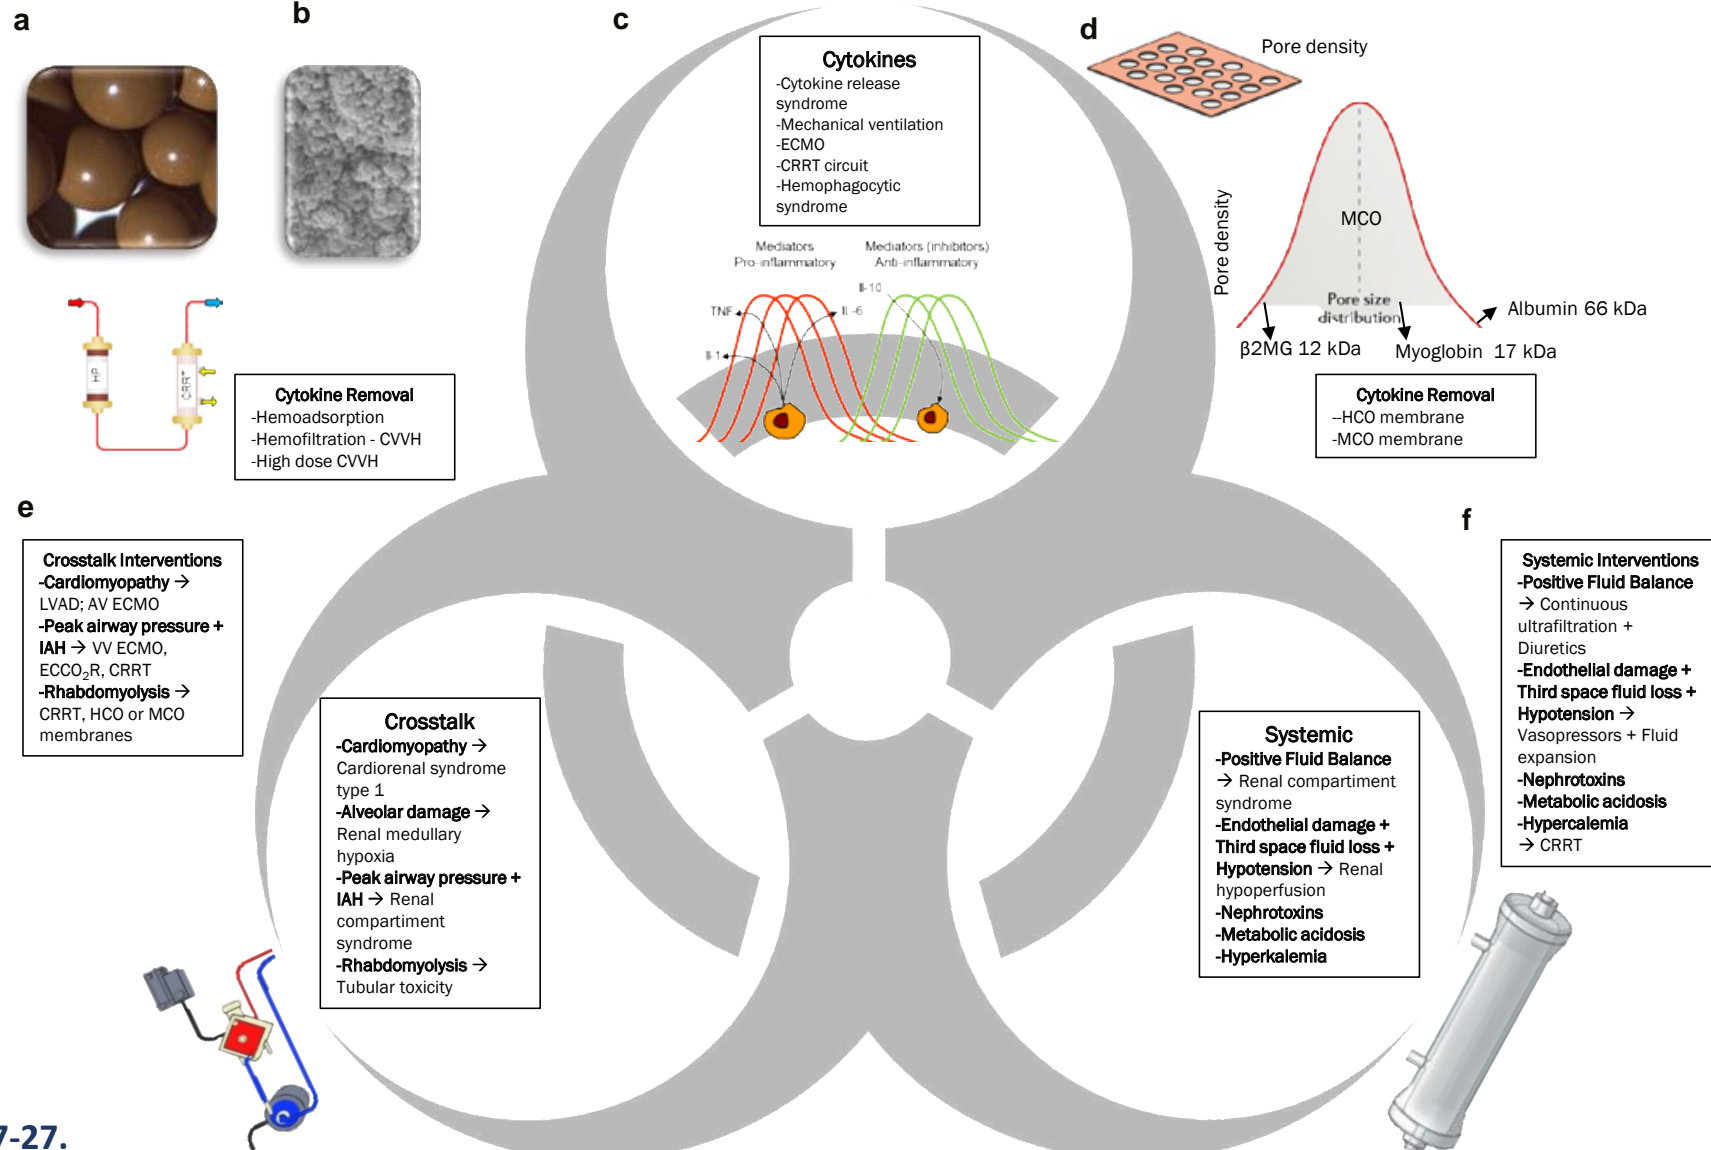 a
b
c
d
Cytokines
-Cytokine release
syndrome
-Mechanical ventilation
-ECMO
-CRRT circuit
-Hemophagocytic
syndrome
Mediators
Pro-inflammatory
Mediators (inhibitors)
Anti-inflammatory
TNF
IL-6
Il-1
Il-10
Pore density
Pore density
MCO
Pore size
distribution
β2MG 12 kDa
Myoglobin 17 kDa
Albumin 66 kDa
Cytokine Removal
--HCO membrane
-MCO membrane
HP
CRRT
Cytokine Removal
-Hemoadsorption
-Hemofiltration - CVVH
-High dose CVVH
e
Crosstalk Interventions
-Cardiomyopathy →
LVAD; AV ECMO
-Peak airway pressure +
IAH → VV ECMO,
ECCO₂R, CRRT
-Rhabdomyolysis →
CRRT, HCO or MCO
membranes
Crosstalk
-Cardiomyopathy →
Cardiorenal syndrome
type 1
-Alveolar damage →
Renal medullary
hypoxia
-Peak airway pressure +
IAH → Renal
compartiment
syndrome
-Rhabdomyolysis →
Tubular toxicity
Systemic
-Positive Fluid Balance
→ Renal compartiment
syndrome
-Endothelial damage +
Third space fluid loss +
Hypotension → Renal
hypoperfusion
-Nephrotoxins
-Metabolic acidosis
-Hyperkalemia
f
Systemic Interventions
-Positive Fluid Balance
→ Continuous
ultrafiltration +
Diuretics
-Endothelial damage +
Third space fluid loss +
Hypotension →
Vasopressors + Fluid
expansion
-Nephrotoxins
-Metabolic acidosis
-Hypercalemia
→ CRRT
7-27.